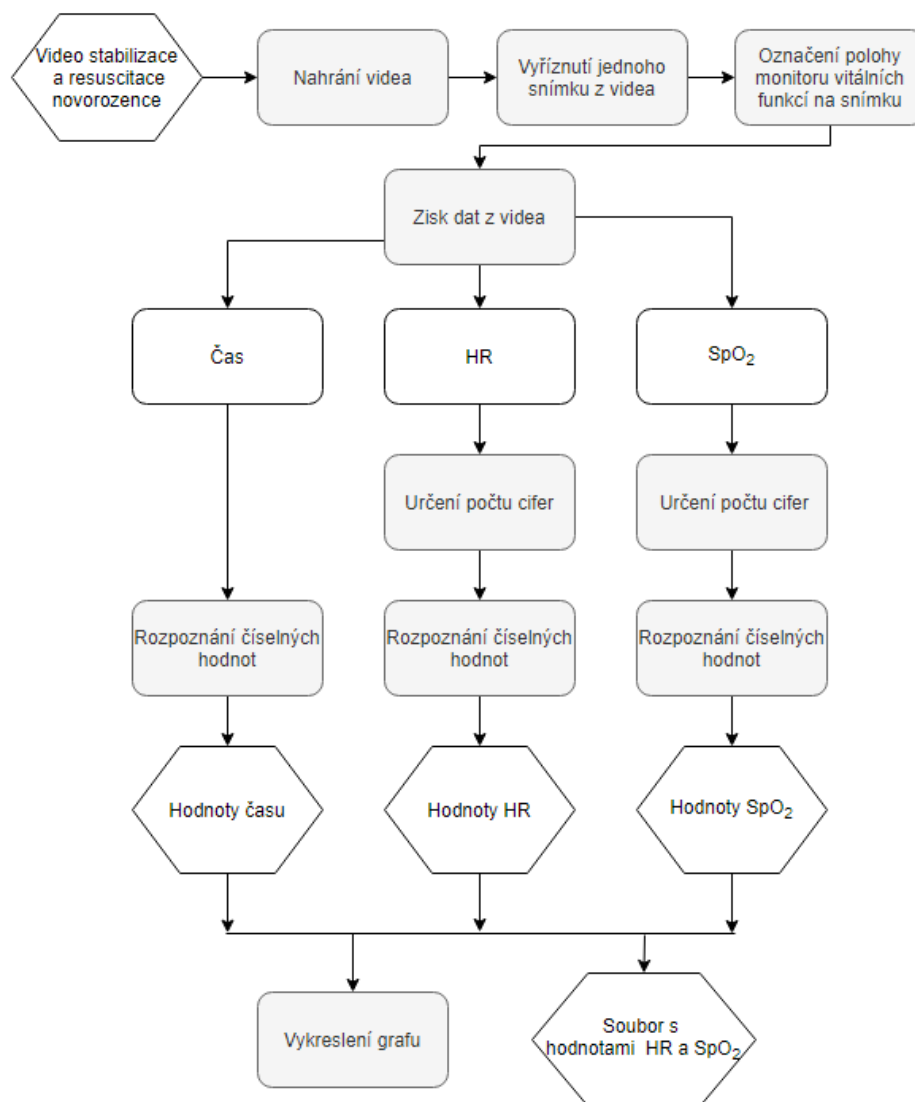 Video stabilizace
a resuscitace
novorozence
Nahrání videa
Vyříznutí jednoho
snímku z videa
Označení polohy
monitoru vitálních
funkcí na snímku
Zisk dat z videa
Čas
HR
SpO₂
Určení počtu cifer
Určení počtu cifer
Rozpoznání číselných
hodnot
Rozpoznání číselných
hodnot
Rozpoznání číselných
hodnot
Hodnoty času
Hodnoty HR
Hodnoty SpO₂
Vykreslení grafu
Soubor s
hodnotami HR a SpO₂